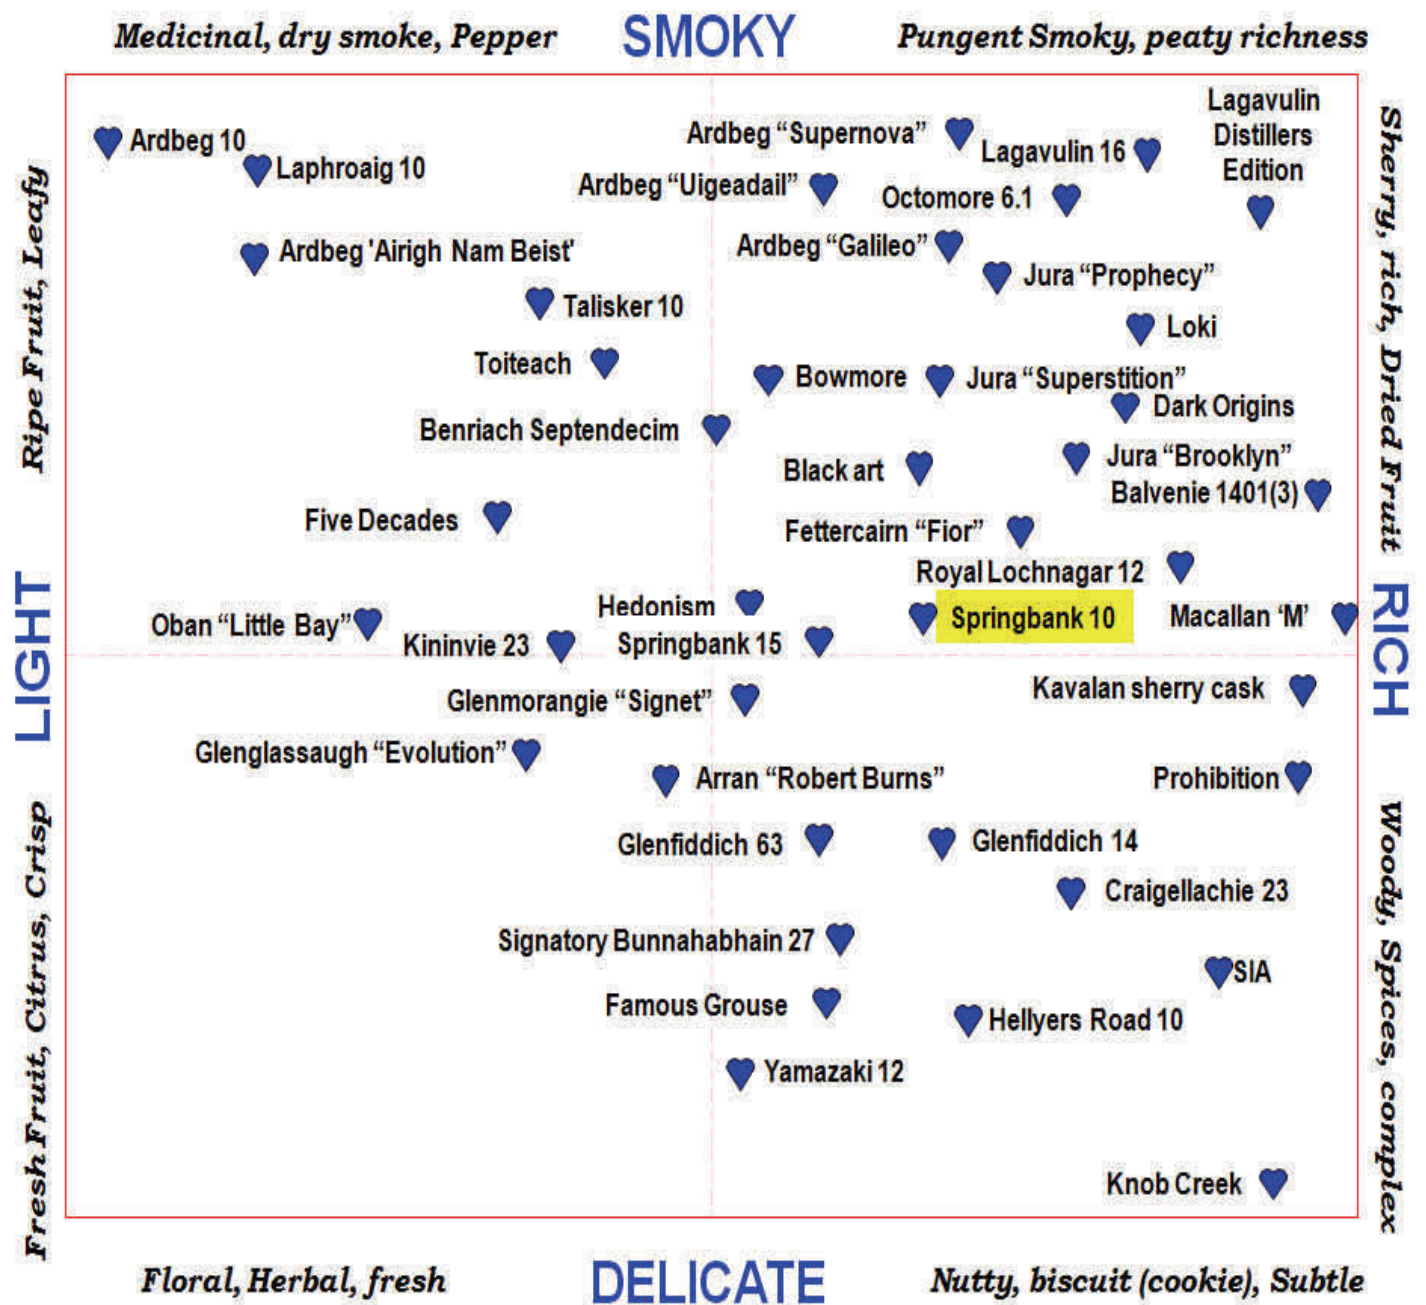 Medicinal, dry smoke, Pepper
SMOKY
Pungent Smoky, peaty richness
Ripe Fruit, Leafy
LIGHT
Fresh Fruit, Citrus, Crisp
Sherry, rich, Dried Fruit
RICH
Woody, Spices, complex
Ardbeg 10
Laphroaig 10
Ardbeg “Supernova”
Lagavulin 16
Lagavulin
Distillers
Edition
Ardbeg “Uigeadail”
Octomore 6.1
Ardbeg 'Airigh Nam Beist'
Ardbeg “Galileo”
Jura “Prophecy”
Talisker 10
Loki
Toiteach
Bowmore
Jura “Superstition”
Dark Origins
Benriach Septendecim
Black art
Jura “Brooklyn”
Balvenie 1401(3)
Five Decades
Fettercairn “Fior”
Royal Lochnagar 12
Oban “Little Bay”
Hedonism
Springbank 10
Macallan ‘M’
Kininvie 23
Springbank 15
Glenmorangie “Signet”
Kavalan sherry cask
Glenglassaugh “Evolution”
Arran “Robert Burns”
Prohibition
Glenfiddich 63
Glenfiddich 14
Craigellachie 23
Signatory Bunnahabhain 27
SIA
Famous Grouse
Hellyers Road 10
Yamazaki 12
Knob Creek
Floral, Herbal, fresh
DELICATE
Nutty, biscuit (cookie), Subtle